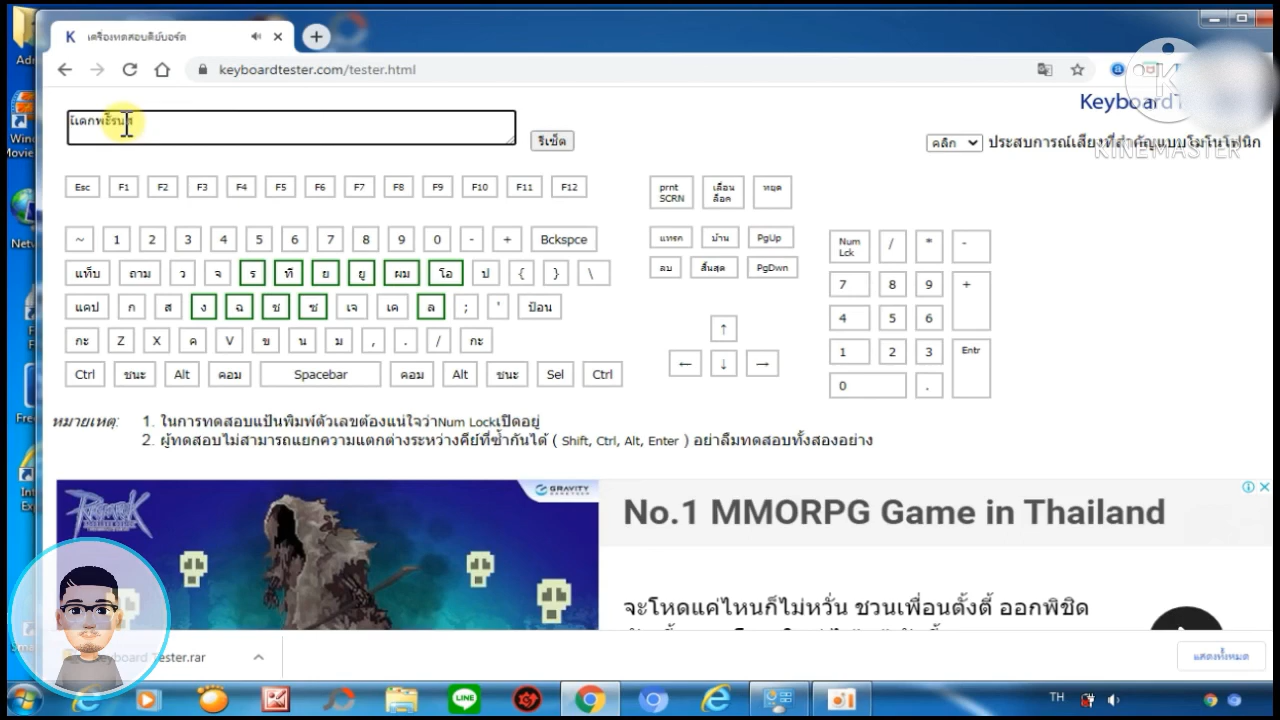 เครื่องทดสอบคีย์บอร์ด
keyboardtester.com/tester.html
KeyboardT
KINEMASTER
รีเซ็ต
คลิก ประสบการณ์เสียงที่สำคัญแบบโมโนโฟนิก
Esc F1 F2 F3 F4 F5 F6 F7 F8 F9 F10 F11 F12
prnt SCRN เลื่อน ล็อค หยุด
~ 1 2 3 4 5 6 7 8 9 0 - + Bckspce
แทรก บ้าน PgUp
Num Lck / * -
แท็บ ถาม ว จ ร ที ย ยู ผม โอ ป { } \
ลบ สิ้นสุด PgDwn
7 8 9 +
แคป ก ส ง ฉ ช ซ เจ เค ล ; ' ป้อน
4 5 6
กะ Z X ค V ข น ม , . / กะ
↑
1 2 3 Entr
Ctrl ชนะ Alt คอม Spacebar คอม Alt ชนะ Sel Ctrl
← ↓ →
0 .
หมายเหตุ: 1. ในการทดสอบแป้นพิมพ์ตัวเลขต้องแน่ใจว่าNum Lockเปิดอยู่
2. ผู้ทดสอบไม่สามารถแยกความแตกต่างระหว่างคีย์ที่ซ้ำกันได้ ( Shift, Ctrl, Alt, Enter ) อย่าลืมทดสอบทั้งสองอย่าง
RAGNAROK
GRAVITY
No.1 MMORPG Game in Thailand
จะโหดแค่ไหนก็ไม่หวั่น ชวนเพื่อนตั้งตี้ ออกพิชิต
Keyboard Tester.rar
แสดงทั้งหมด
LINE
TH